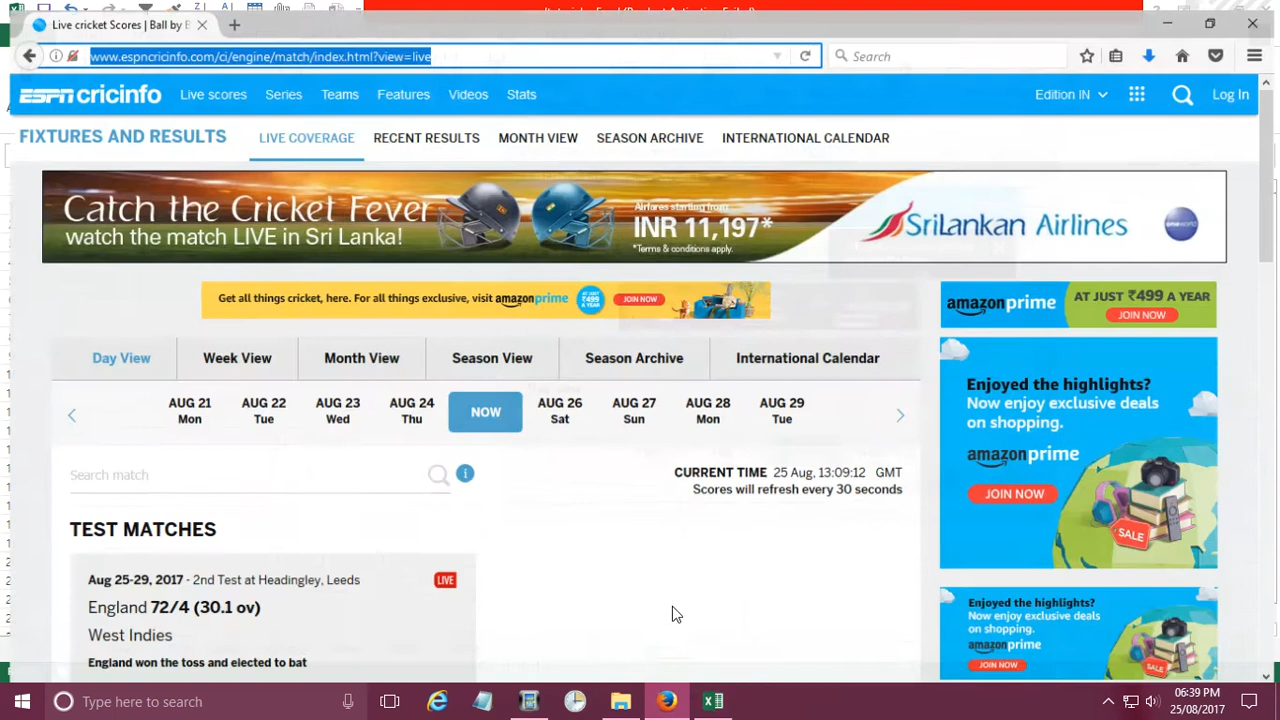 Live cricket Scores | Ball by B
www.espncricinfo.com/ci/engine/match/index.html?view=live
Search
ESPN cricinfo
Live scores
Series
Teams
Features
Videos
Stats
Edition IN
Log In
FIXTURES AND RESULTS
LIVE COVERAGE
RECENT RESULTS
MONTH VIEW
SEASON ARCHIVE
INTERNATIONAL CALENDAR
Catch the Cricket Fever
watch the match LIVE in Sri Lanka!
Airfares starting from
INR 11,197*
*Terms & conditions apply.
SriLankan Airlines
Get all things cricket, here. For all things exclusive, visit amazon prime
AT JUST ₹499 A YEAR
JOIN NOW
amazon prime
AT JUST ₹499 A YEAR
JOIN NOW
Day View
Week View
Month View
Season View
Season Archive
International Calendar
AUG 21
Mon
AUG 22
Tue
AUG 23
Wed
AUG 24
Thu
NOW
AUG 26
Sat
AUG 27
Sun
AUG 28
Mon
AUG 29
Tue
Enjoyed the highlights?
Now enjoy exclusive deals
on shopping.
amazon prime
JOIN NOW
SALE
Search match
CURRENT TIME 25 Aug, 13:09:12 GMT
Scores will refresh every 30 seconds
TEST MATCHES
Aug 25-29, 2017 - 2nd Test at Headingley, Leeds
LIVE
England 72/4 (30.1 ov)
West Indies
England won the toss and elected to bat
Enjoyed the highlights?
Now enjoy exclusive deals
on shopping.
amazon prime
JOIN NOW
SALE
Type here to search
06:39 PM
25/08/2017